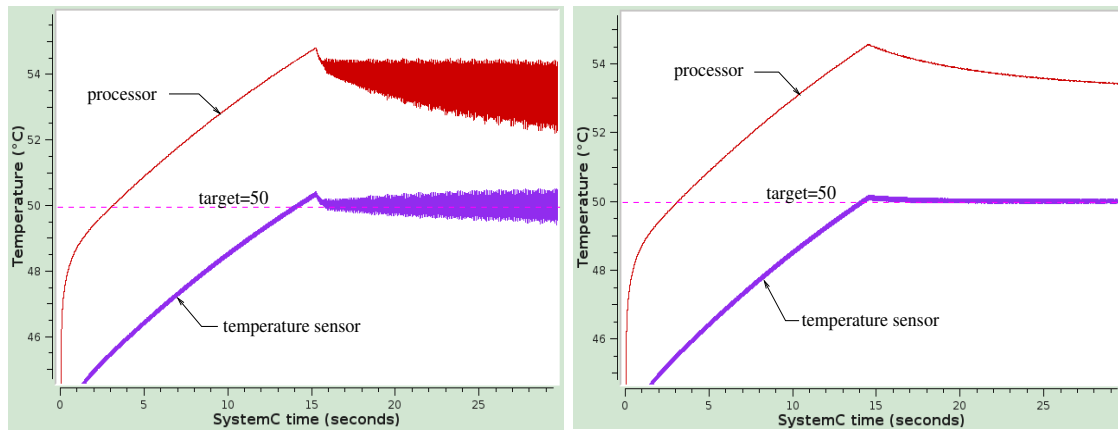 54
52
50
48
46
Temperature (°C)
processor
target=50
temperature sensor
0
5
10
15
20
25
SystemC time (seconds)
54
52
50
48
46
Temperature (°C)
processor
target=50
temperature sensor
0
5
10
15
20
25
SystemC time (seconds)